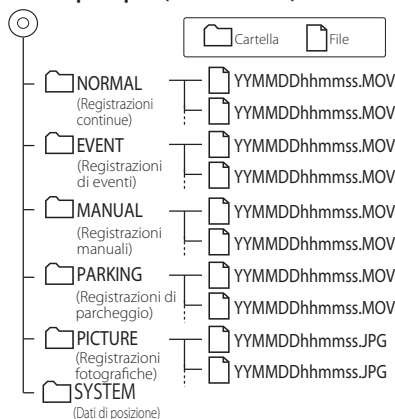 Cartella File
NORMAL YYMMDDhhmmss.MOV
(Registrazioni
continue) YYMMDDhhmmss.MOV
EVENT YYMMDDhhmmss.MOV
(Registrazioni
di eventi) YYMMDDhhmmss.MOV
MANUAL YYMMDDhhmmss.MOV
(Registrazioni
manuali) YYMMDDhhmmss.MOV
PARKING YYMMDDhhmmss.MOV
(Registrazioni di
parcheggio) YYMMDDhhmmss.MOV
PICTURE YYMMDDhhmmss.JPG
(Registrazioni
fotografiche) YYMMDDhhmmss.JPG
SYSTEM
(Dati di posizione)